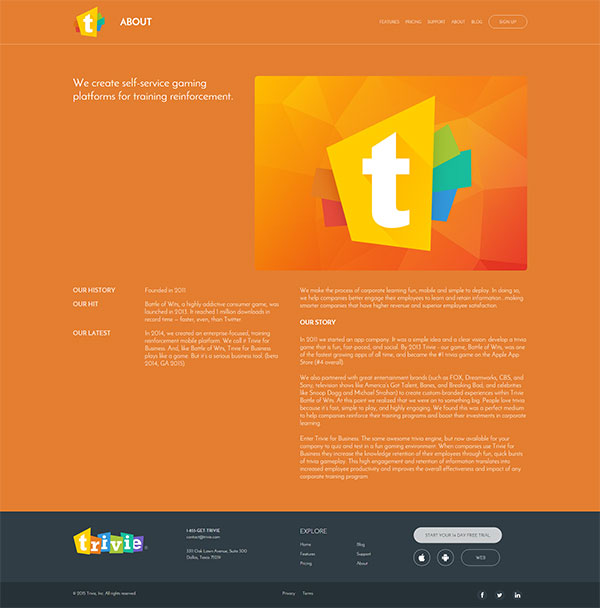 t
ABOUT
FEATURES PRICING SUPPORT ABOUT BLOG SIGN UP
We create self-service gaming
platforms for training reinforcement.
t
OUR HISTORY
Founded in 2011
OUR HIT
Battle of Wits, a highly addictive consumer game, was
launched in 2013. It reached 1 million downloads in
record time – faster, even, than Twitter.
OUR LATEST
In 2014, we created an enterprise-focused, training
reinforcement mobile platform. We call it Trivie for
Business. And, like Battle of Wits, Trivie for Business
plays like a game. But it's a serious business tool. (beta
2014, GA 2015)
We make the process of corporate learning fun, mobile and simple to deploy. In doing so,
we help companies better engage their employees to learn and retain information...making
smarter companies that have higher revenue and superior employee satisfaction.
OUR STORY
In 2011 we started an app company. It was a simple idea and a clear vision: develop a trivia
game that is fun, fast-paced, and social. By 2013 Trivie - our game, Battle of Wits, was one
of the fastest growing apps of all time, and became the #1 trivia game on the Apple App
Store (#4 overall).
We also partnered with great entertainment brands (such as FOX, Dreamworks, CBS, and
Sony, television shows like America's Got Talent, Bones, and Breaking Bad, and celebrities
like Snoop Dogg and Michael Strahan) to create custom-branded experiences within Trivie
Battle of Wits. At this point we realized that we were on to something big. People love trivia
because it's fast, simple to play, and highly engaging. We found this was a perfect medium
to help companies reinforce their training programs and boost their investments in corporate
learning.
Enter Trivie for Business. The same awesome trivia engine, but now available for your
company to quiz and test in a fun gaming environment. When companies use Trivie for
Business they increase the knowledge retention of their employees through fun, quick bursts
of trivia gameplay. This high engagement and retention of information translates into
increased employee productivity and improves the overall effectiveness and impact of any
corporate training program.
trivie
1-855-GET-TRIVIE
contact@trivie.com
3311 Oak Lawn Avenue, Suite 300
Dallas, Texas 75219
EXPLORE
Home
Features
Pricing
Blog
Support
About
START YOUR 14 DAY FREE TRIAL
WEB
© 2015 Trivie, Inc. All rights reserved.
Privacy Terms